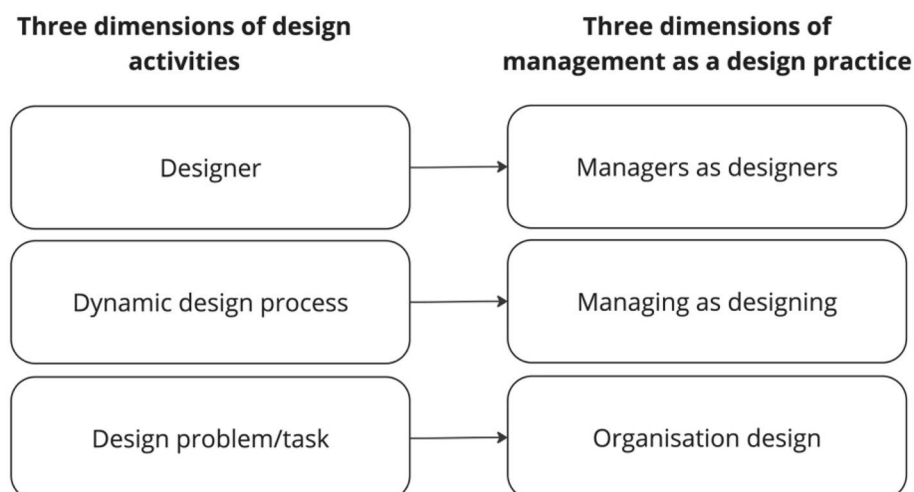 Three dimensions of design
activities
Three dimensions of
management as a design practice
Designer
Managers as designers
Dynamic design process
Managing as designing
Design problem/task
Organisation design